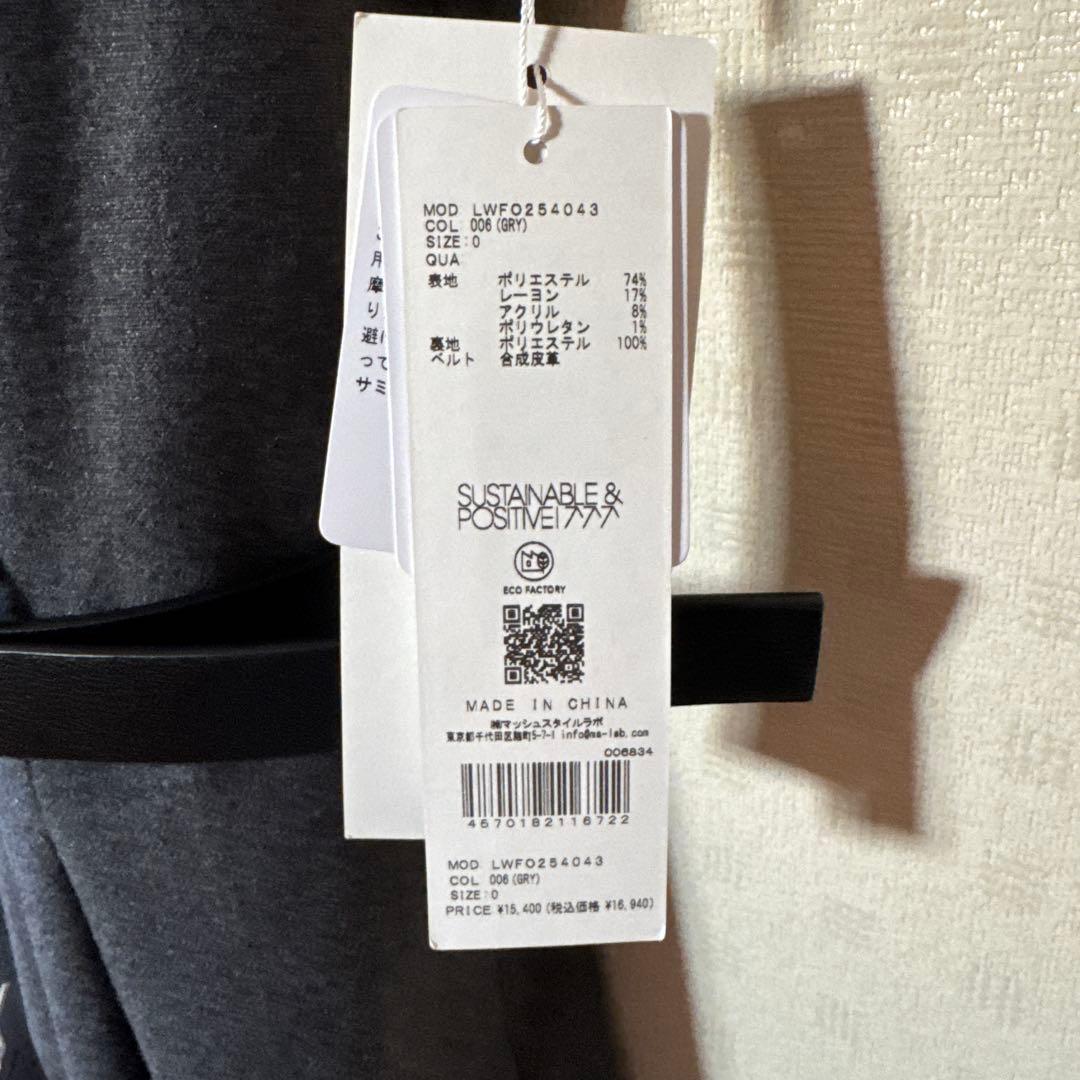 MOD LWFO254043
COL 006(GRY)
SIZE:0
QUA
表地 ポリエステル 74%
レーヨン 17%
アクリル 8%
ポリウレタン 1%
裏地 ポリエステル 100%
ベルト 合成皮革
用
摩
り
避け
って
サミ
SUSTAINABLE &
POSITIVE!
ECO FACTORY
MADE IN CHINA
㈱マッシュスタイルラボ
東京都千代田区麹町5-7-1 info@ms-lab.com
006834
4570182116722
MOD LWFO254043
COL 006(GRY)
SIZE:0
PRICE ¥15,400(税込価格 ¥16,940)